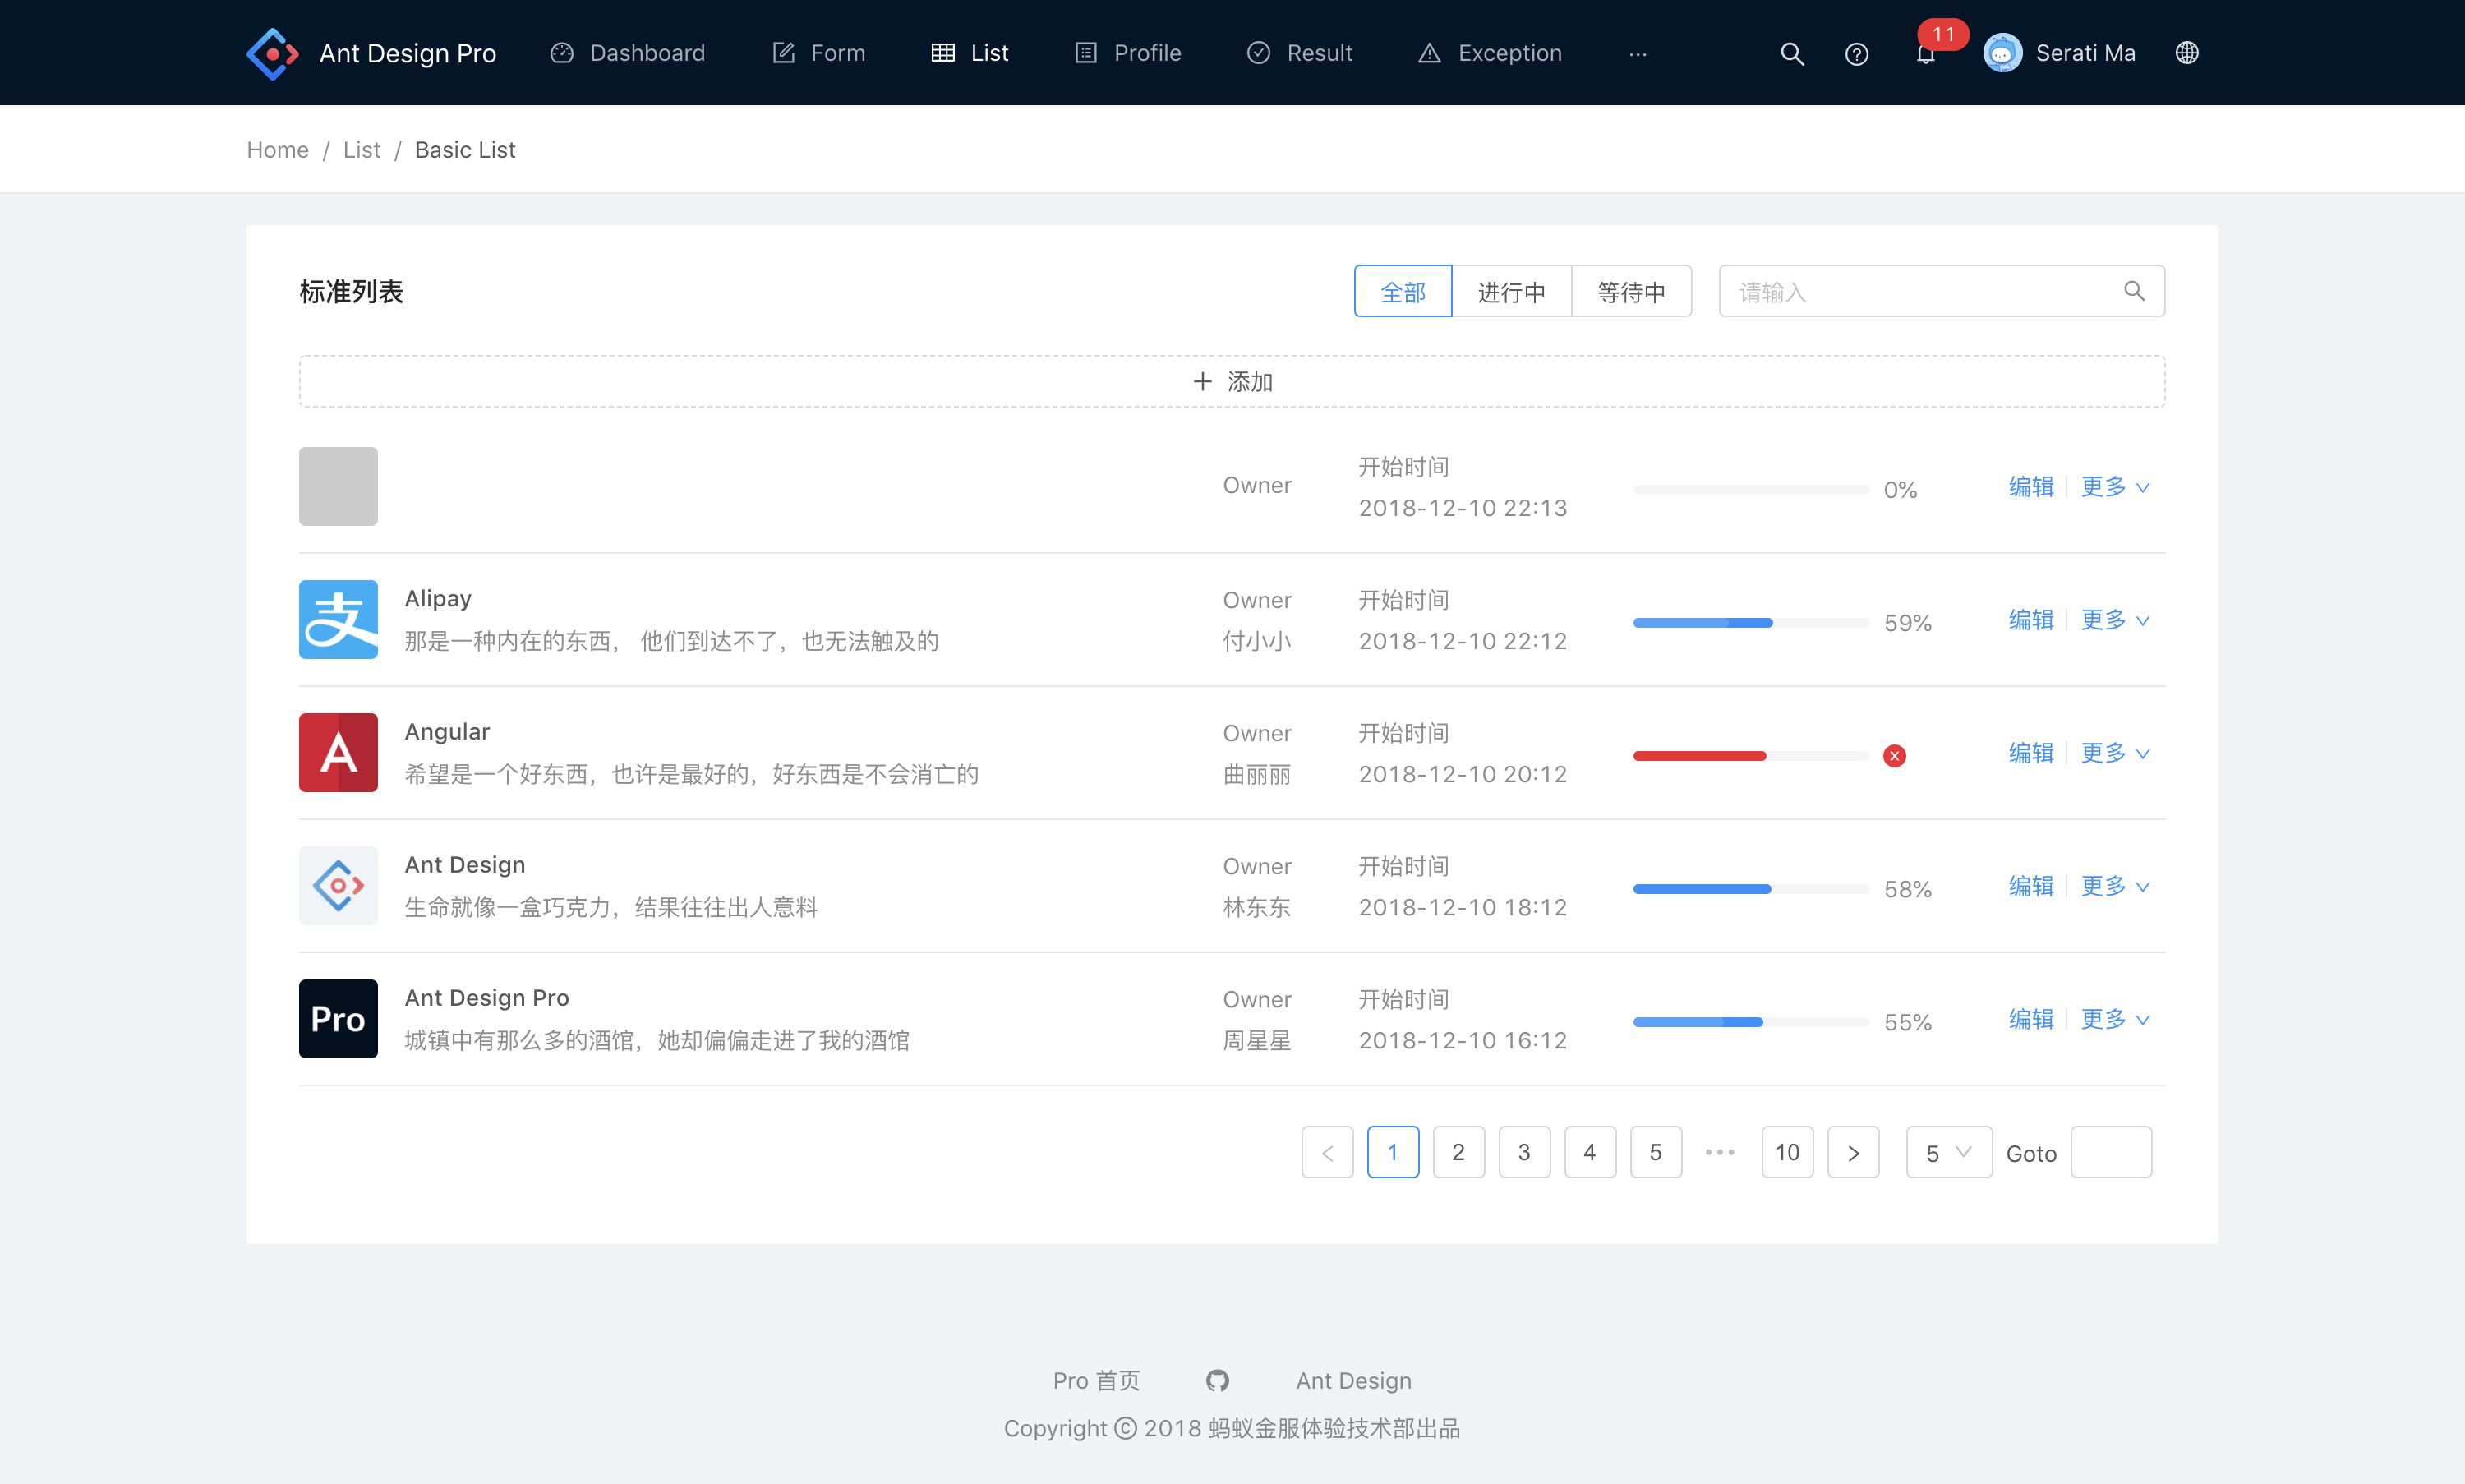 Ant Design Pro Dashboard Form List Profile Result Exception ··· 11 Serati Ma
Home / List / Basic List
标准列表 全部 进行中 等待中 请输入
添加
Owner 开始时间 0% 编辑 更多
2018-12-10 22:13
Alipay Owner 开始时间 59% 编辑 更多
那是一种内在的东西， 他们到达不了，也无法触及的 付小小 2018-12-10 22:12
Angular Owner 开始时间 编辑 更多
希望是一个好东西，也许是最好的，好东西是不会消亡的 曲丽丽 2018-12-10 20:12
Ant Design Owner 开始时间 58% 编辑 更多
生命就像一盒巧克力，结果往往出人意料 林东东 2018-12-10 18:12
Pro Ant Design Pro Owner 开始时间 55% 编辑 更多
城镇中有那么多的酒馆，她却偏偏走进了我的酒馆 周星星 2018-12-10 16:12
< 1 2 3 4 5 ••• 10 > 5 Goto
Pro 首页 Ant Design
Copyright © 2018 蚂蚁金服体验技术部出品